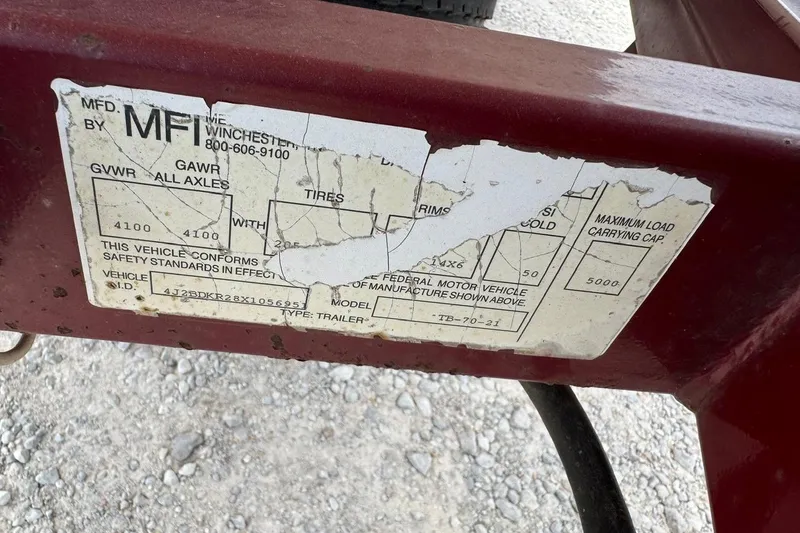 MFD. BY MFI
WINCHESTER,
800-606-9100
GVWR GAWR ALL AXLES
4100 4100
WITH
TIRES
RIMS
14X6
COLD
50
MAXIMUM LOAD
CARRYING CAP.
5000
THIS VEHICLE CONFORMS
FEDERAL MOTOR VEHICLE
SAFETY STANDARDS IN EFFECT
OF MANUFACTURE SHOWN ABOVE.
VEHICLE I.D.
4J2BDKR28X1056951
MODEL
TB-70-21
TYPE: TRAILER